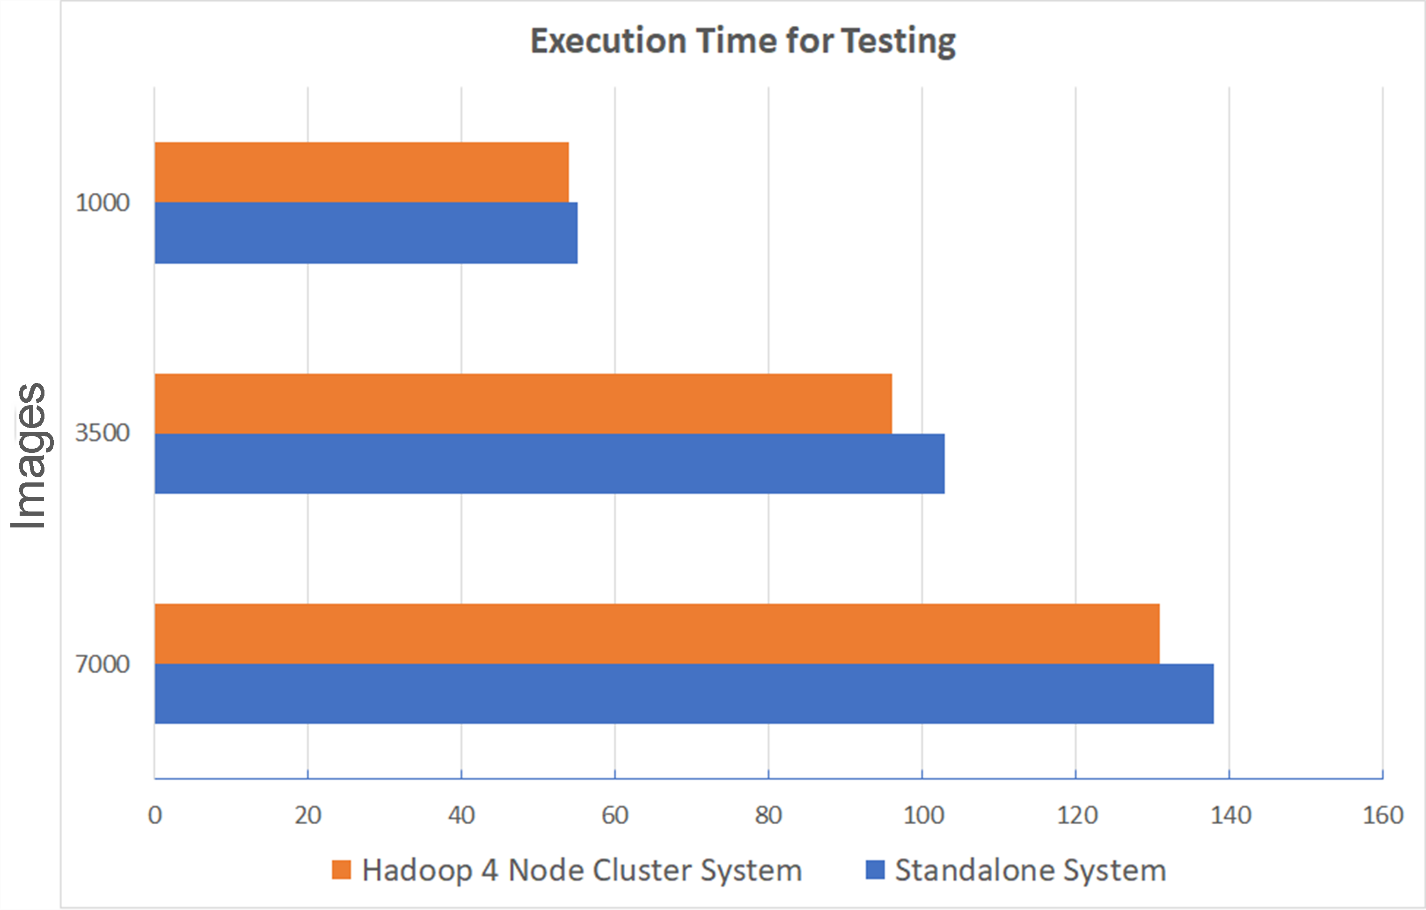 Execution Time for Testing
Images
1000
3500
7000
0 20 40 60 80 100 120 140 160
Hadoop 4 Node Cluster System Standalone System